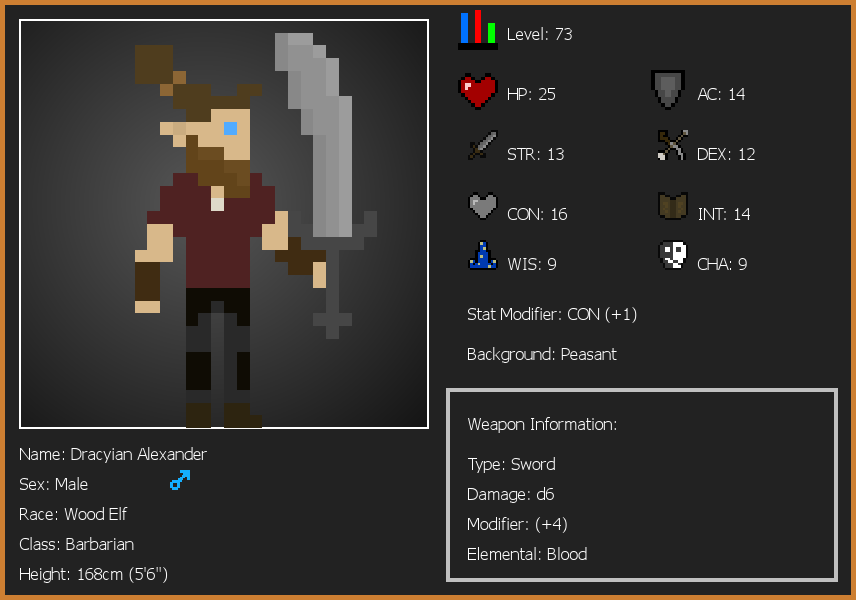 Level: 73
HP: 25
AC: 14
STR: 13
DEX: 12
CON: 16
INT: 14
WIS: 9
CHA: 9
Stat Modifier: CON (+1)
Background: Peasant
Weapon Information:
Type: Sword
Damage: d6
Modifier: (+4)
Elemental: Blood
Name: Dracyian Alexander
Sex: Male
Race: Wood Elf
Class: Barbarian
Height: 168cm (5'6")